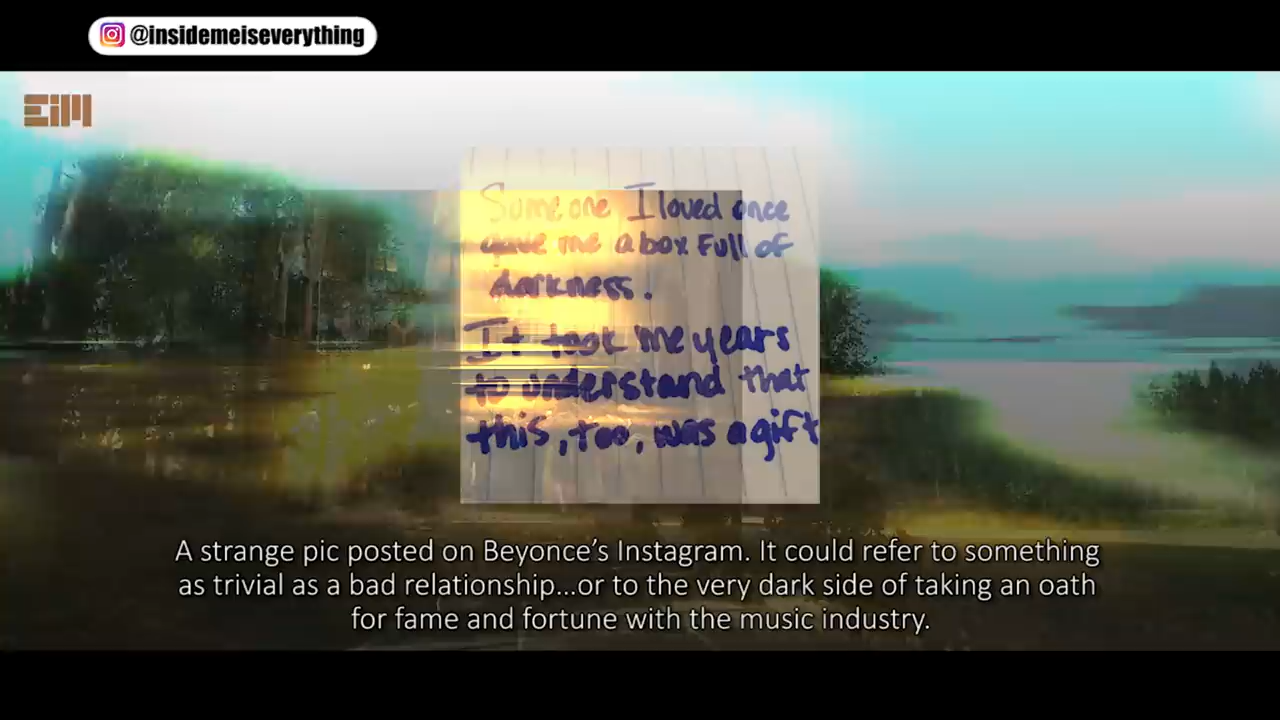 @insidemeiseverything
EiM
Someone I loved once
gave me a box full of
darkness.
It took me years
to understand that
this, too, was a gift
A strange pic posted on Beyonce’s Instagram. It could refer to something
as trivial as a bad relationship...or to the very dark side of taking an oath
for fame and fortune with the music industry.